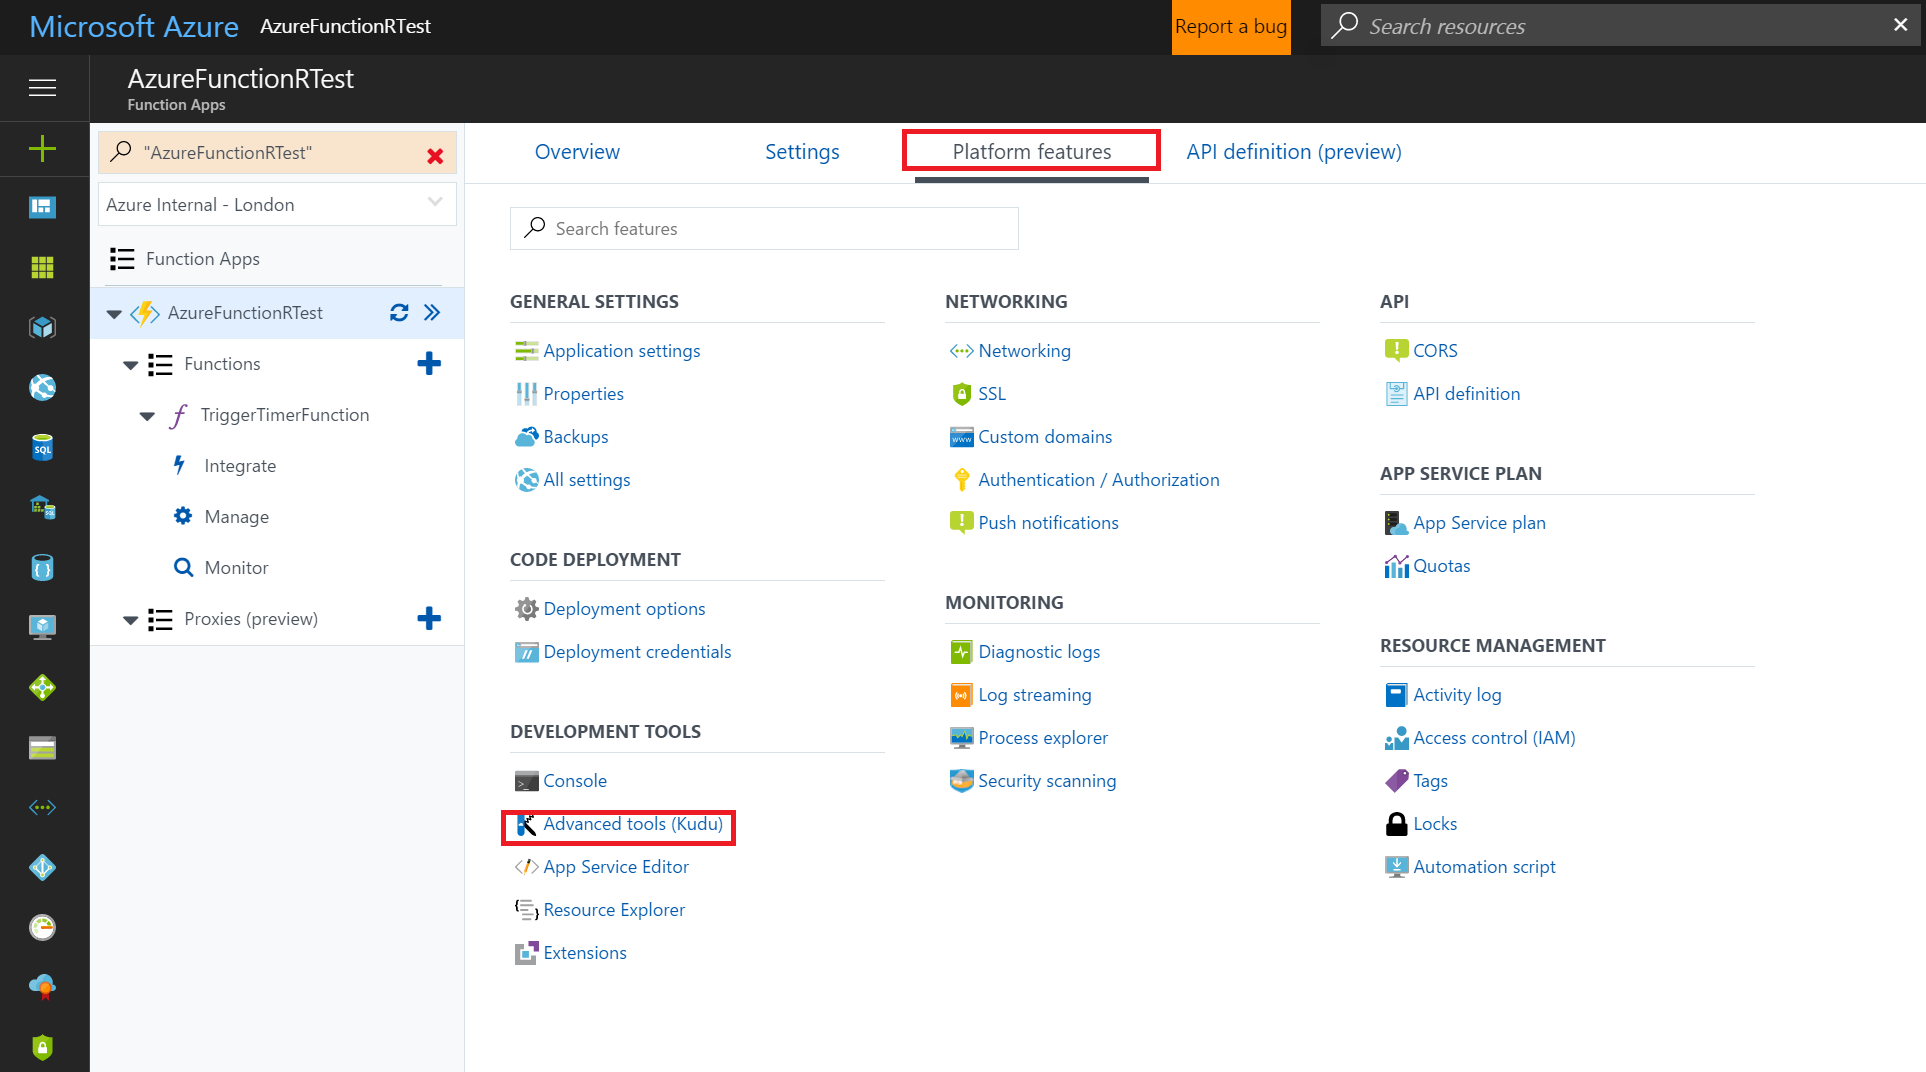 Microsoft Azure AzureFunctionRTest
Report a bug
Search resources
AzureFunctionRTest
Function Apps
"AzureFunctionRTest"
Azure Internal - London
Function Apps
AzureFunctionRTest
Functions
TriggerTimerFunction
Integrate
Manage
Monitor
Proxies (preview)
Overview
Settings
Platform features
API definition (preview)
Search features
GENERAL SETTINGS
Application settings
Properties
Backups
All settings
CODE DEPLOYMENT
Deployment options
Deployment credentials
DEVELOPMENT TOOLS
Console
Advanced tools (Kudu)
App Service Editor
Resource Explorer
Extensions
NETWORKING
Networking
SSL
Custom domains
Authentication / Authorization
Push notifications
MONITORING
Diagnostic logs
Log streaming
Process explorer
Security scanning
API
CORS
API definition
APP SERVICE PLAN
App Service plan
Quotas
RESOURCE MANAGEMENT
Activity log
Access control (IAM)
Tags
Locks
Automation script
SQL
SQL
www